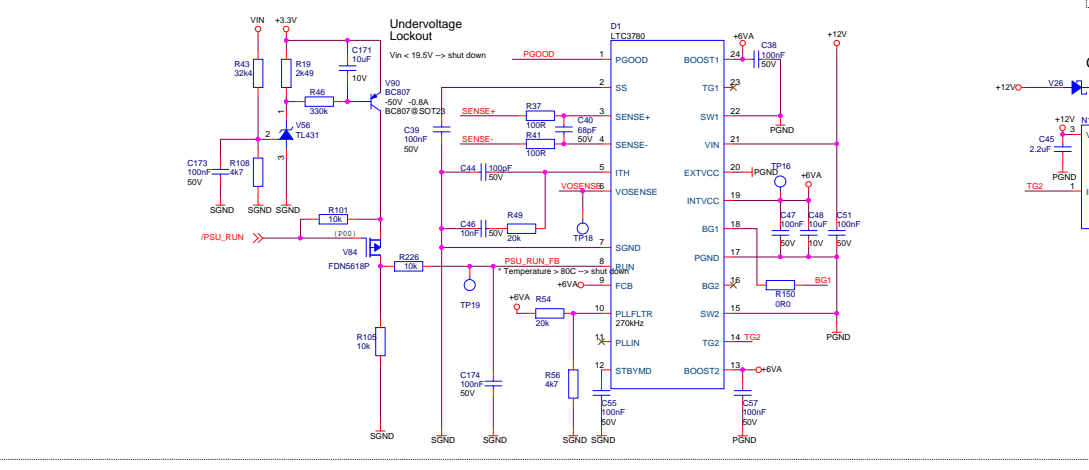 Undervoltage
Lockout
Vin < 19.5V --> shut down
VIN
+3.3V
R43
32k4
R19
2k49
C171
10uF
10V
R46
330k
V90
BC807
-50V -0.8A
BC807@SOT23
1
V56
TL431
2
3
C173
100nF
50V
R108
4k7
SGND
SGND
SGND
R101
10k
/PSU_RUN
(P00)
V84
FDN5618P
R226
10k
R105
10k
SGND
TP19
C39
100nF
50V
PGOOD
SENSE+
R37
100R
SENSE-
R41
100R
C40
68pF
50V
C44
100pF
50V
VOSENSE
C46
10nF
50V
R49
20k
TP18
PSU_RUN_FB
* Temperature > 80C --> shut down
+6VA
+6VA
R54
20k
R56
4k7
C174
100nF
50V
C55
100nF
50V
SGND
SGND
SGND
SGND
D1
LTC3780
1 PGOOD
2 SS
3 SENSE+
4 SENSE-
5 ITH
6 VOSENSE
7 SGND
8 RUN
9 FCB
10 PLLFLTR
270kHz
11 PLLIN
12 STBYMD
BOOST1 24
TG1 23
SW1 22
VIN 21
EXTVCC 20
INTVCC 19
BG1 18
PGND 17
BG2 16
SW2 15
TG2 14
BOOST2 13
+6VA
C38
100nF
50V
+12V
PGND
PGND
TP16
+6VA
C47
100nF
50V
C48
10uF
10V
C51
100nF
50V
R150
0R0
BG1
PGND
TG2
+6VA
C57
100nF
50V
PGND
+12V
V26
+12V
3
C45
2.2uF
PGND
TG2
1